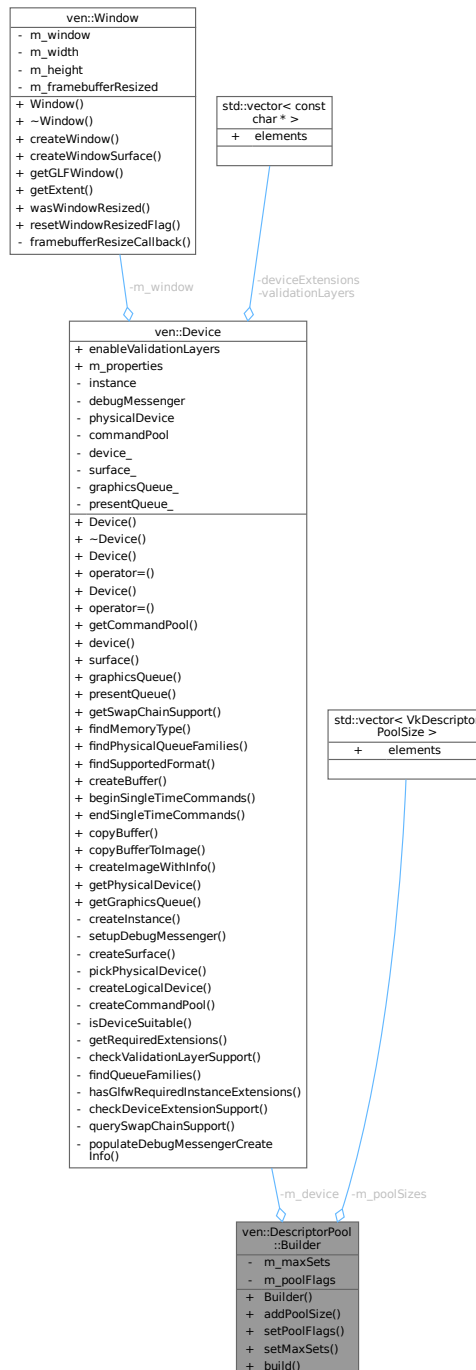 ven::Window
- m_window
- m_width
- m_height
- m_framebufferResized
+ Window()
+ ~Window()
+ createWindow()
+ createWindowSurface()
+ getGLFWindow()
+ getExtent()
+ wasWindowResized()
+ resetWindowResizedFlag()
- framebufferResizeCallback()
std::vector< const
char * >
+ elements
-m_window
-deviceExtensions
-validationLayers
ven::Device
+ enableValidationLayers
+ m_properties
- instance
- debugMessenger
- physicalDevice
- commandPool
- device_
- surface_
- graphicsQueue_
- presentQueue_
+ Device()
+ ~Device()
+ Device()
+ operator=()
+ Device()
+ operator=()
+ getCommandPool()
+ device()
+ surface()
+ graphicsQueue()
+ presentQueue()
+ getSwapChainSupport()
+ findMemoryType()
+ findPhysicalQueueFamilies()
+ findSupportedFormat()
+ createBuffer()
+ beginSingleTimeCommands()
+ endSingleTimeCommands()
+ copyBuffer()
+ copyBufferToImage()
+ createImageWithInfo()
+ getPhysicalDevice()
+ getGraphicsQueue()
- createInstance()
- setupDebugMessenger()
- createSurface()
- pickPhysicalDevice()
- createLogicalDevice()
- createCommandPool()
- isDeviceSuitable()
- getRequiredExtensions()
- checkValidationLayerSupport()
- findQueueFamilies()
- hasGlfwRequiredInstanceExtensions()
- checkDeviceExtensionSupport()
- querySwapChainSupport()
- populateDebugMessengerCreate
Info()
std::vector< VkDescriptor
PoolSize >
+ elements
-m_device
-m_poolSizes
ven::DescriptorPool
::Builder
- m_maxSets
- m_poolFlags
+ Builder()
+ addPoolSize()
+ setPoolFlags()
+ setMaxSets()
+ build()